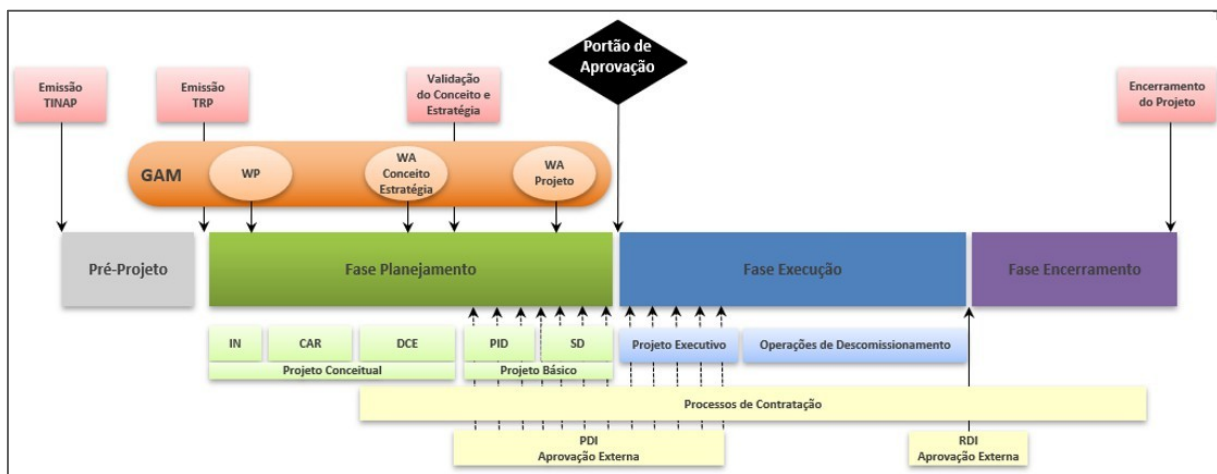 Portão de
Aprovação
Emissão
TINAP
Emissão
TRP
Validação
do Conceito e
Estratégia
Encerramento
do Projeto
GAM
WP
WA
Conceito
Estratégia
WA
Projeto
Pré-Projeto
Fase Planejamento
Fase Execução
Fase Encerramento
IN
CAR
DCE
PID
SD
Projeto Executivo
Operações de Descomissionamento
Projeto Conceitual
Projeto Básico
Processos de Contratação
PDI
Aprovação Externa
RDI
Aprovação Externa